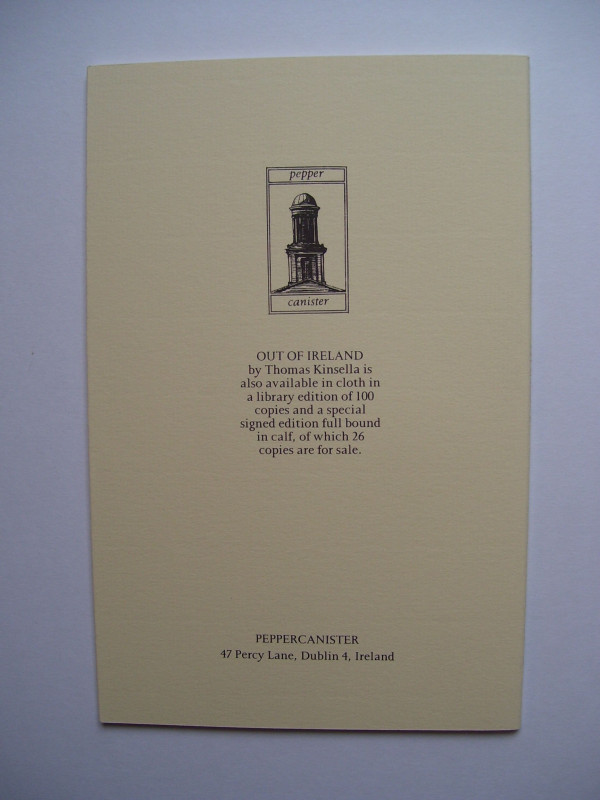 pepper
canister
OUT OF IRELAND
by Thomas Kinsella is
also available in cloth in
a library edition of 100
copies and a special
signed edition full bound
in calf, of which 26
copies are for sale.
PEPPERCANISTER
47 Percy Lane, Dublin 4, Ireland